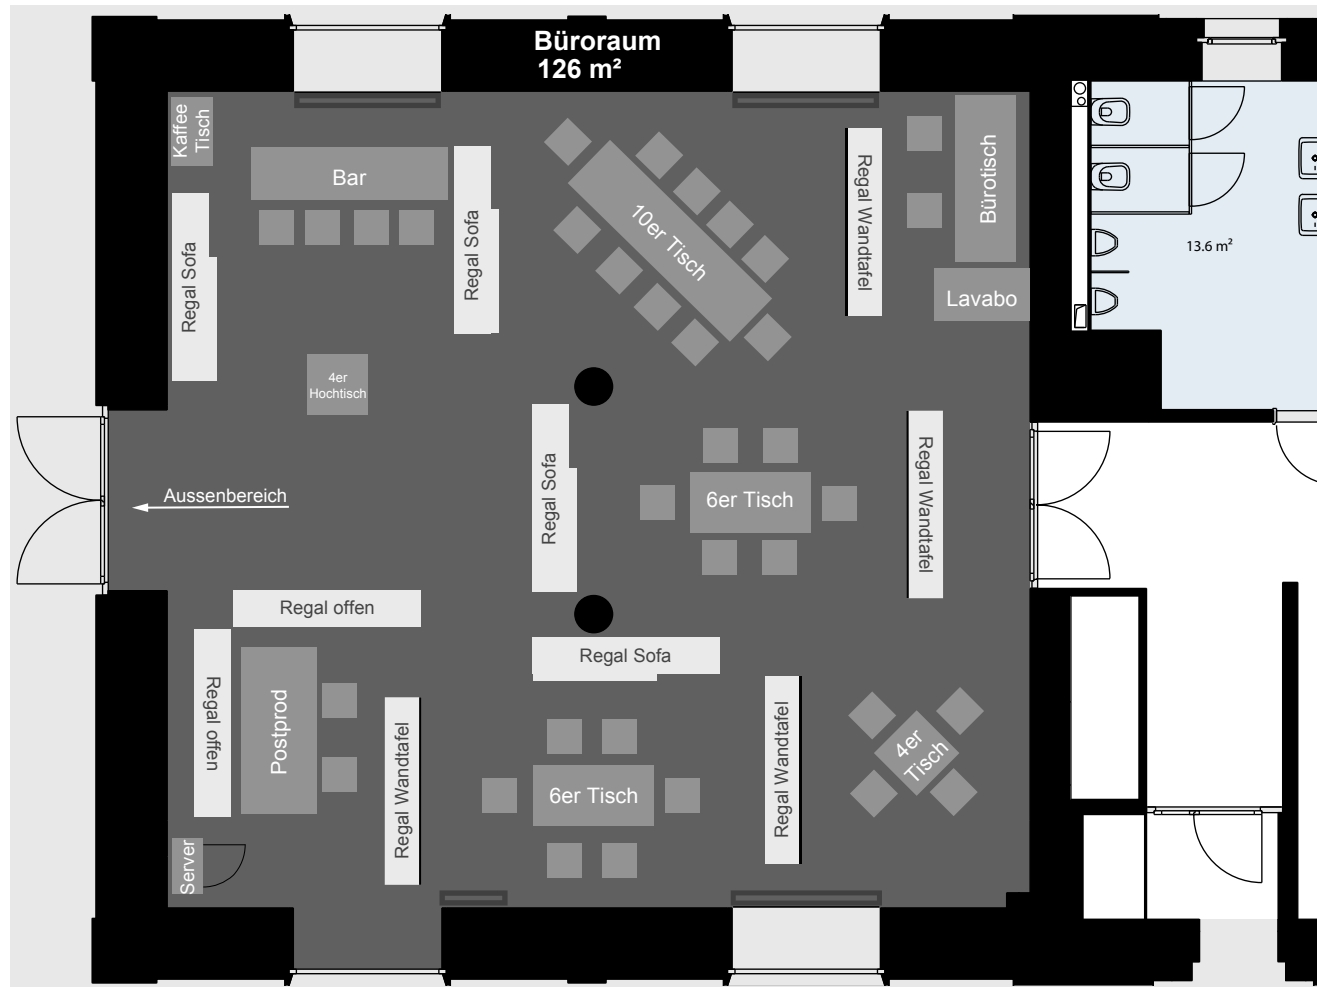 Büroraum
126 m²
Kaffee
Tisch
Bar
Regal Sofa
Regal Sofa
10er Tisch
Regal Wandtafel
Bürotisch
Lavabo
13.6 m²
4er
Hochtisch
Aussenbereich
Regal Sofa
6er Tisch
Regal Wandtafel
Regal offen
Regal offen
Postprod
Regal Wandtafel
Regal Sofa
6er Tisch
Regal Wandtafel
4er
Tisch
Server